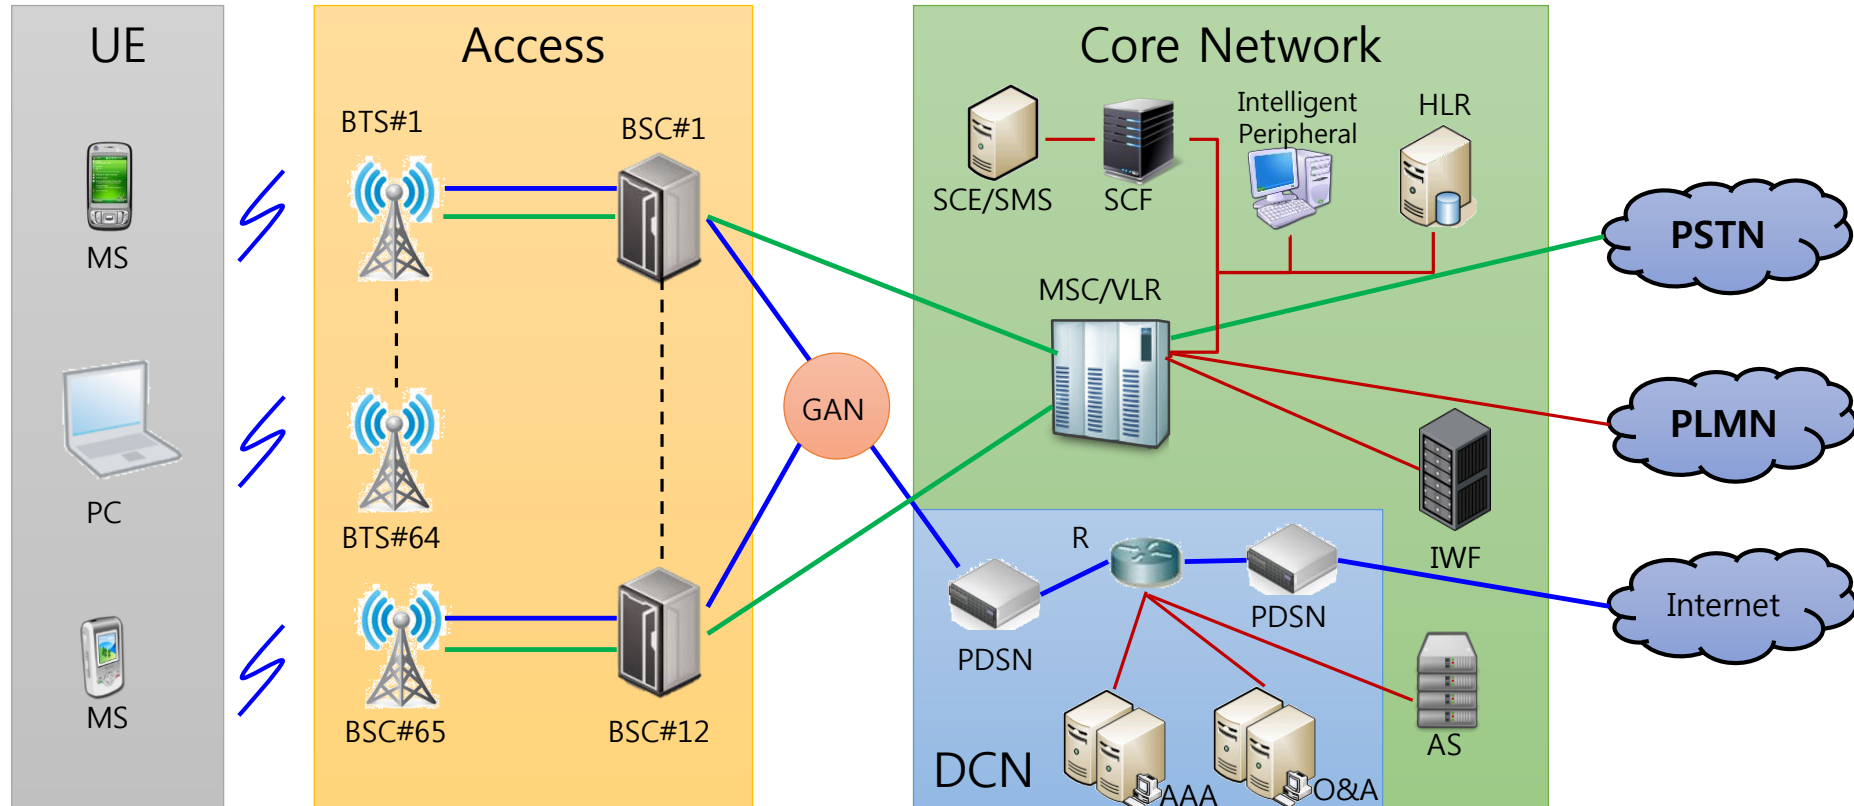 UE
Access
Core Network
MS
PC
MS
BTS#1
BSC#1
BTS#64
BSC#65
BSC#12
GAN
SCE/SMS
SCF
Intelligent
Peripheral
HLR
MSC/VLR
IWF
R
PDSN
PDSN
DCN
AAA
O&A
AS
PSTN
PLMN
Internet